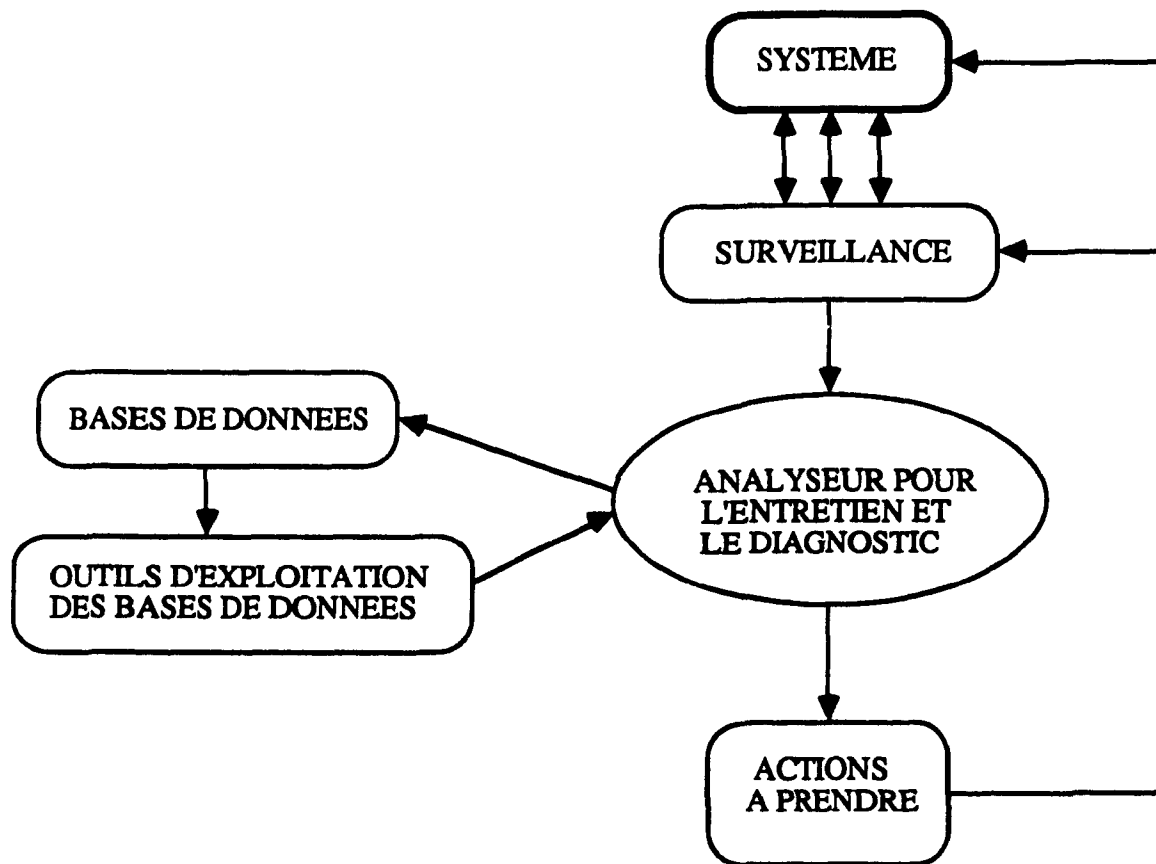 SYSTEME
SURVEILLANCE
BASES DE DONNEES
ANALYSEUR POUR
L'ENTRETIEN ET
LE DIAGNOSTIC
OUTILS D'EXPLOITATION
DES BASES DE DONNEES
ACTIONS
A PRENDRE